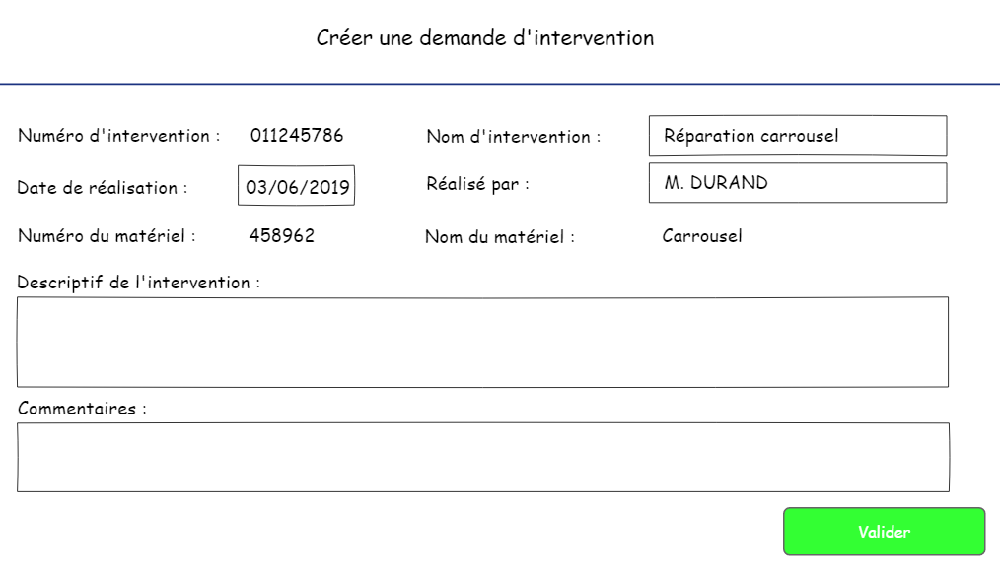 Créer une demande d'intervention
Numéro d'intervention : 011245786 Nom d'intervention : Réparation carrousel
Date de réalisation : 03/06/2019 Réalisé par : M. DURAND
Numéro du matériel : 458962 Nom du matériel : Carrousel
Descriptif de l'intervention :
Commentaires :
Valider